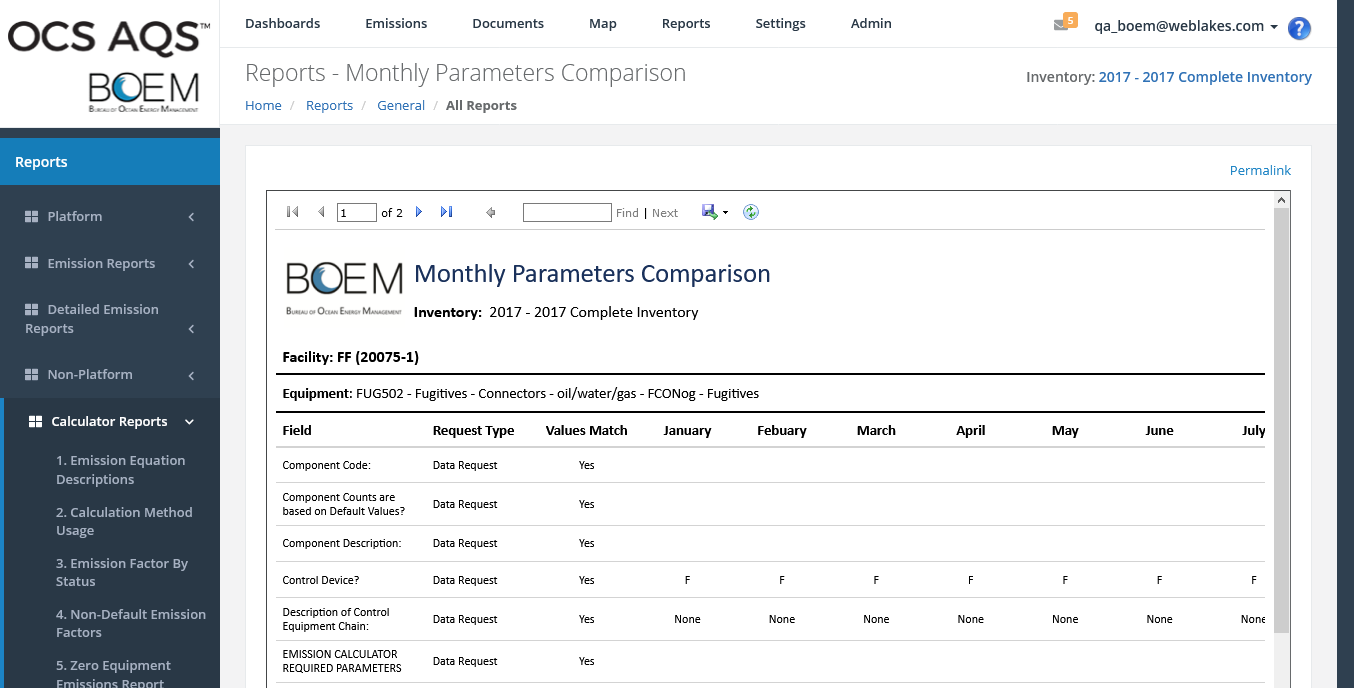 OCS AQS™
BOEM
Bureau of Ocean Energy Management
Dashboards Emissions Documents Map Reports Settings Admin 5 qa_boem@weblakes.com ?
Reports - Monthly Parameters Comparison
Inventory: 2017 - 2017 Complete Inventory
Home / Reports / General / All Reports
Reports
Platform
Emission Reports
Detailed Emission
Reports
Non-Platform
Calculator Reports
1. Emission Equation
Descriptions
2. Calculation Method
Usage
3. Emission Factor By
Status
4. Non-Default Emission
Factors
5. Zero Equipment
Emissions Report
Permalink
1 of 2 Find | Next
BOEM
Bureau of Ocean Energy Management
Monthly Parameters Comparison
Inventory: 2017 - 2017 Complete Inventory
Facility: FF (20075-1)
Equipment: FUG502 - Fugitives - Connectors - oil/water/gas - FCONog - Fugitives
Field Request Type Values Match January Febuary March April May June July
Component Code: Data Request Yes
Component Counts are
based on Default Values? Data Request Yes
Component Description: Data Request Yes
Control Device? Data Request Yes F F F F F F F
Description of Control
Equipment Chain: Data Request Yes None None None None None None None
EMISSION CALCULATOR
REQUIRED PARAMETERS Data Request Yes